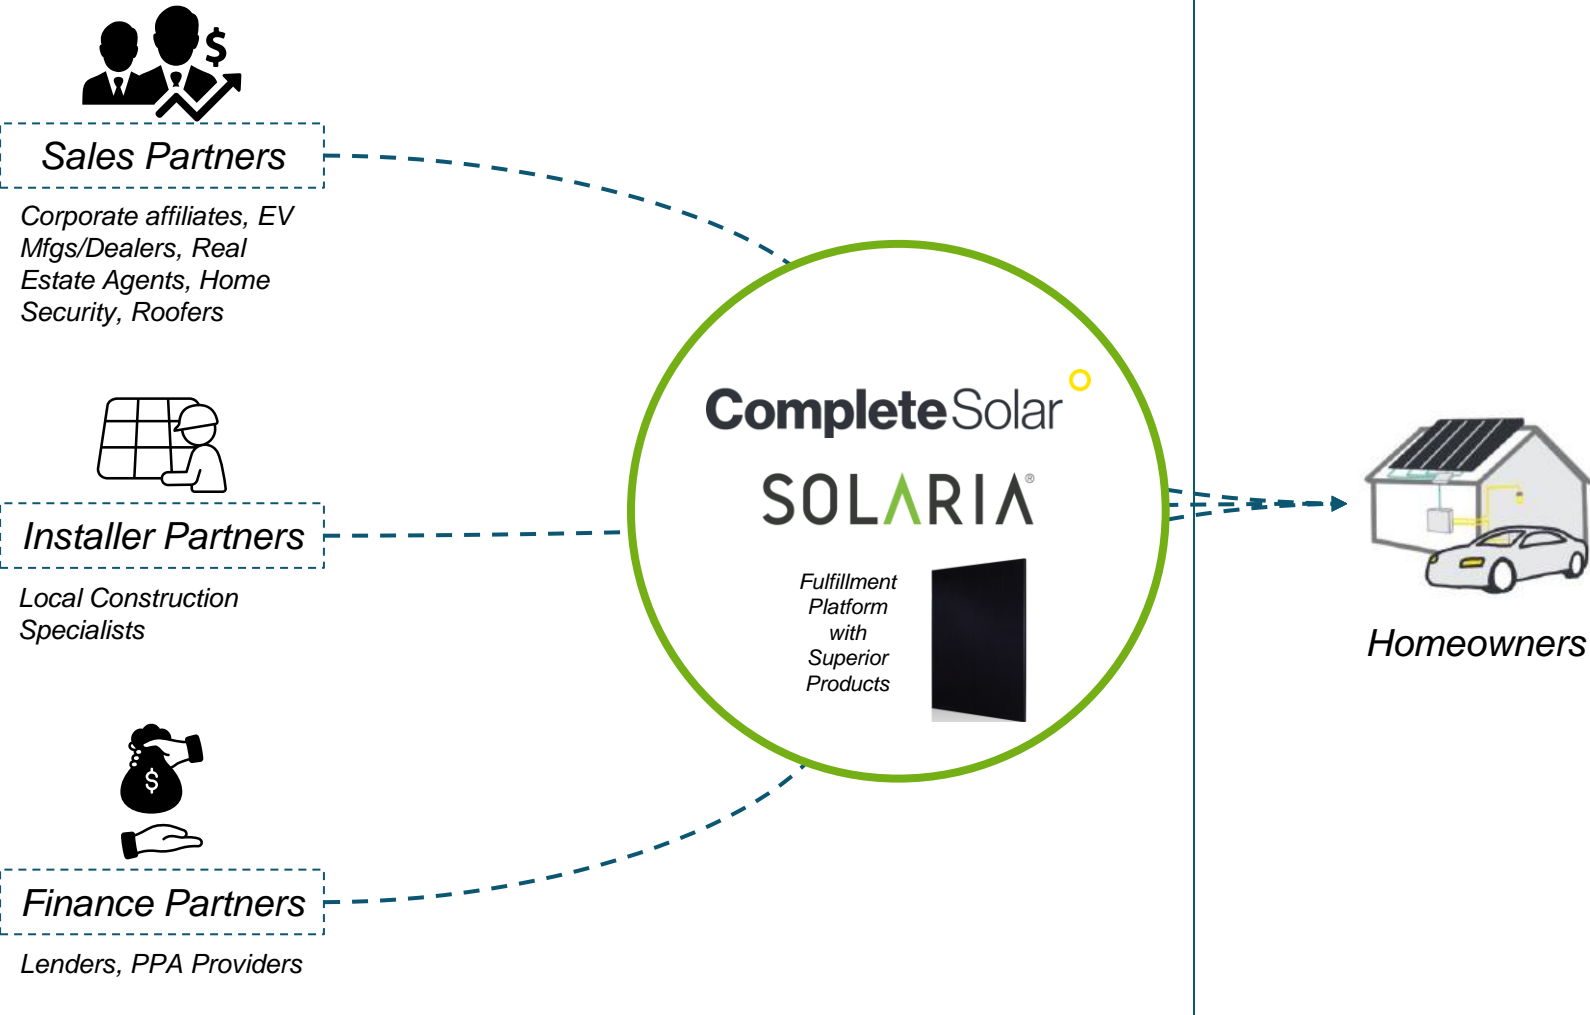 $
Sales Partners
Corporate affiliates, EV
Mfgs/Dealers, Real
Estate Agents, Home
Security, Roofers
Installer Partners
Local Construction
Specialists
$
Finance Partners
Lenders, PPA Providers
CompleteSolar
SOLARIA®
Fulfillment
Platform
with
Superior
Products
Homeowners